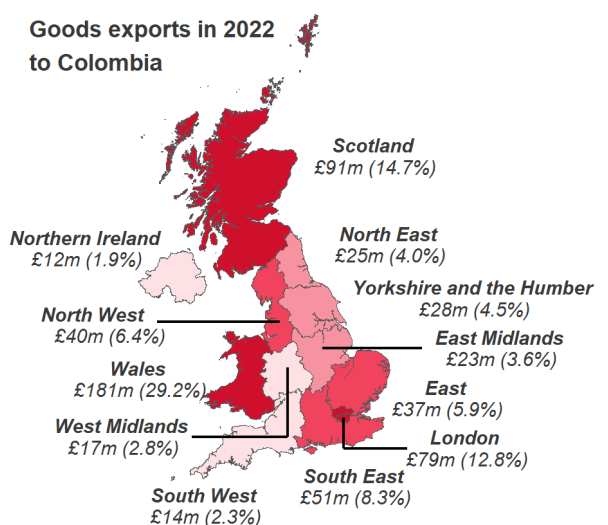 Goods exports in 2022
to Colombia
Scotland
£91m (14.7%)
Northern Ireland
£12m (1.9%)
North East
£25m (4.0%)
Yorkshire and the Humber
£28m (4.5%)
North West
£40m (6.4%)
East Midlands
£23m (3.6%)
Wales
£181m (29.2%)
East
£37m (5.9%)
West Midlands
£17m (2.8%)
London
£79m (12.8%)
South East
£51m (8.3%)
South West
£14m (2.3%)